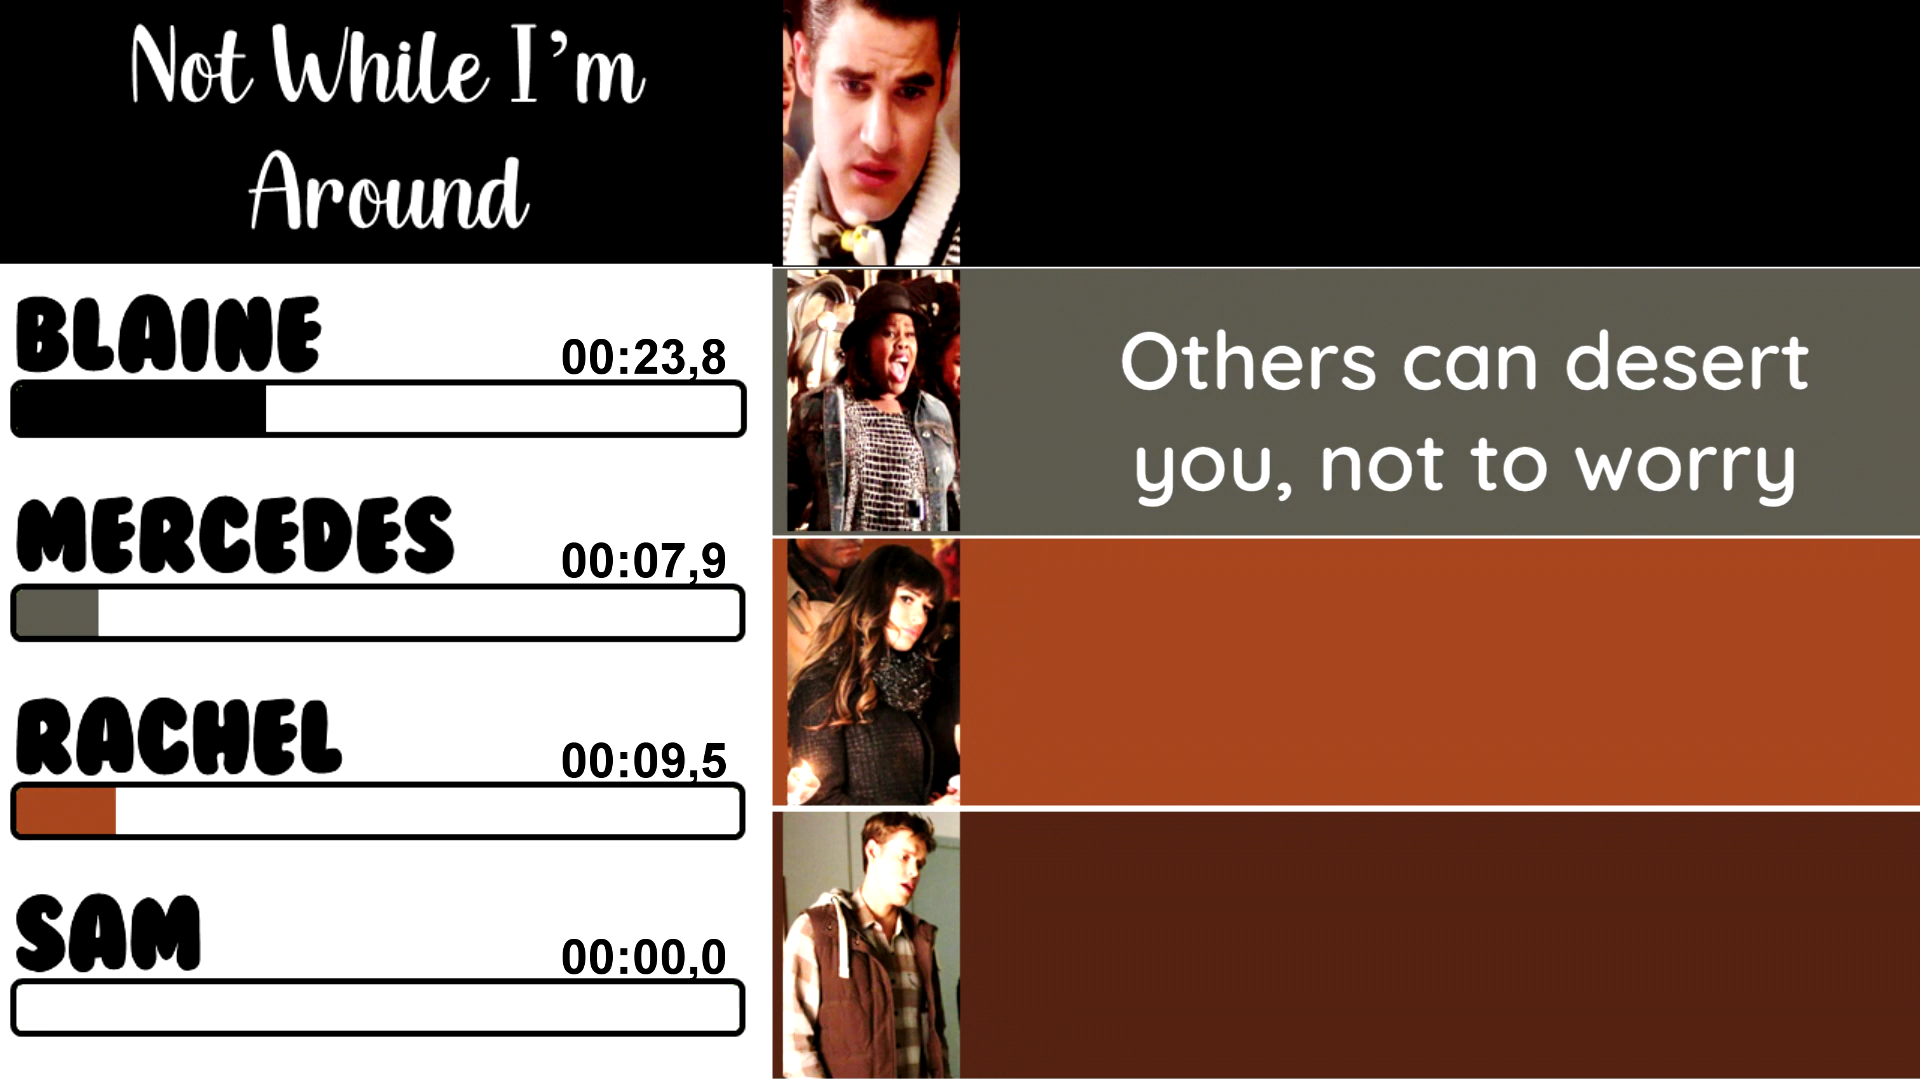 Not While I'm
Around
BLAINE
00:23,8
MERCEDES
00:07,9
RACHEL
00:09,5
SAM
00:00,0
Others can desert
you, not to worry